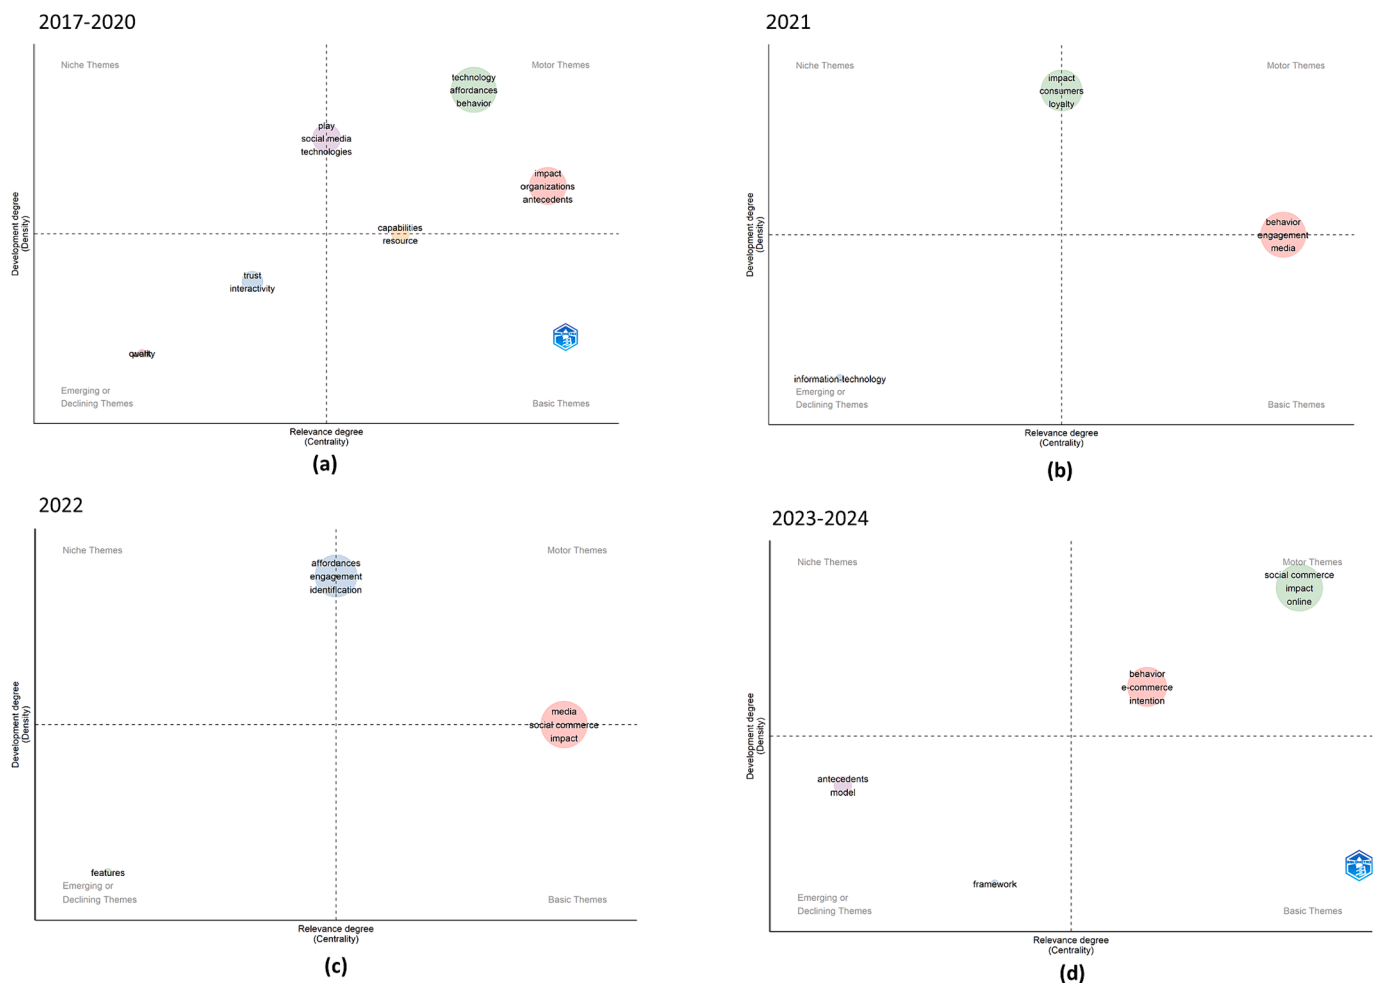 2017-2020
Niche Themes
Motor Themes
technology
affordances
behavior
play
social media
technologies
impact
organizations
antecedents
capabilities
resource
trust
interactivity
quality
Emerging or
Declining Themes
Basic Themes
Development degree
(Density)
Relevance degree
(Centrality)
(a)
2021
Niche Themes
Motor Themes
impact
consumers
loyalty
behavior
engagement
media
information-technology
Emerging or
Declining Themes
Basic Themes
Development degree
(Density)
Relevance degree
(Centrality)
(b)
2022
Niche Themes
Motor Themes
affordances
engagement
identification
media
social commerce
impact
features
Emerging or
Declining Themes
Basic Themes
Development degree
(Density)
Relevance degree
(Centrality)
(c)
2023-2024
Niche Themes
Motor Themes
social commerce
impact
online
behavior
e-commerce
intention
antecedents
model
framework
Emerging or
Declining Themes
Basic Themes
Development degree
(Density)
Relevance degree
(Centrality)
(d)